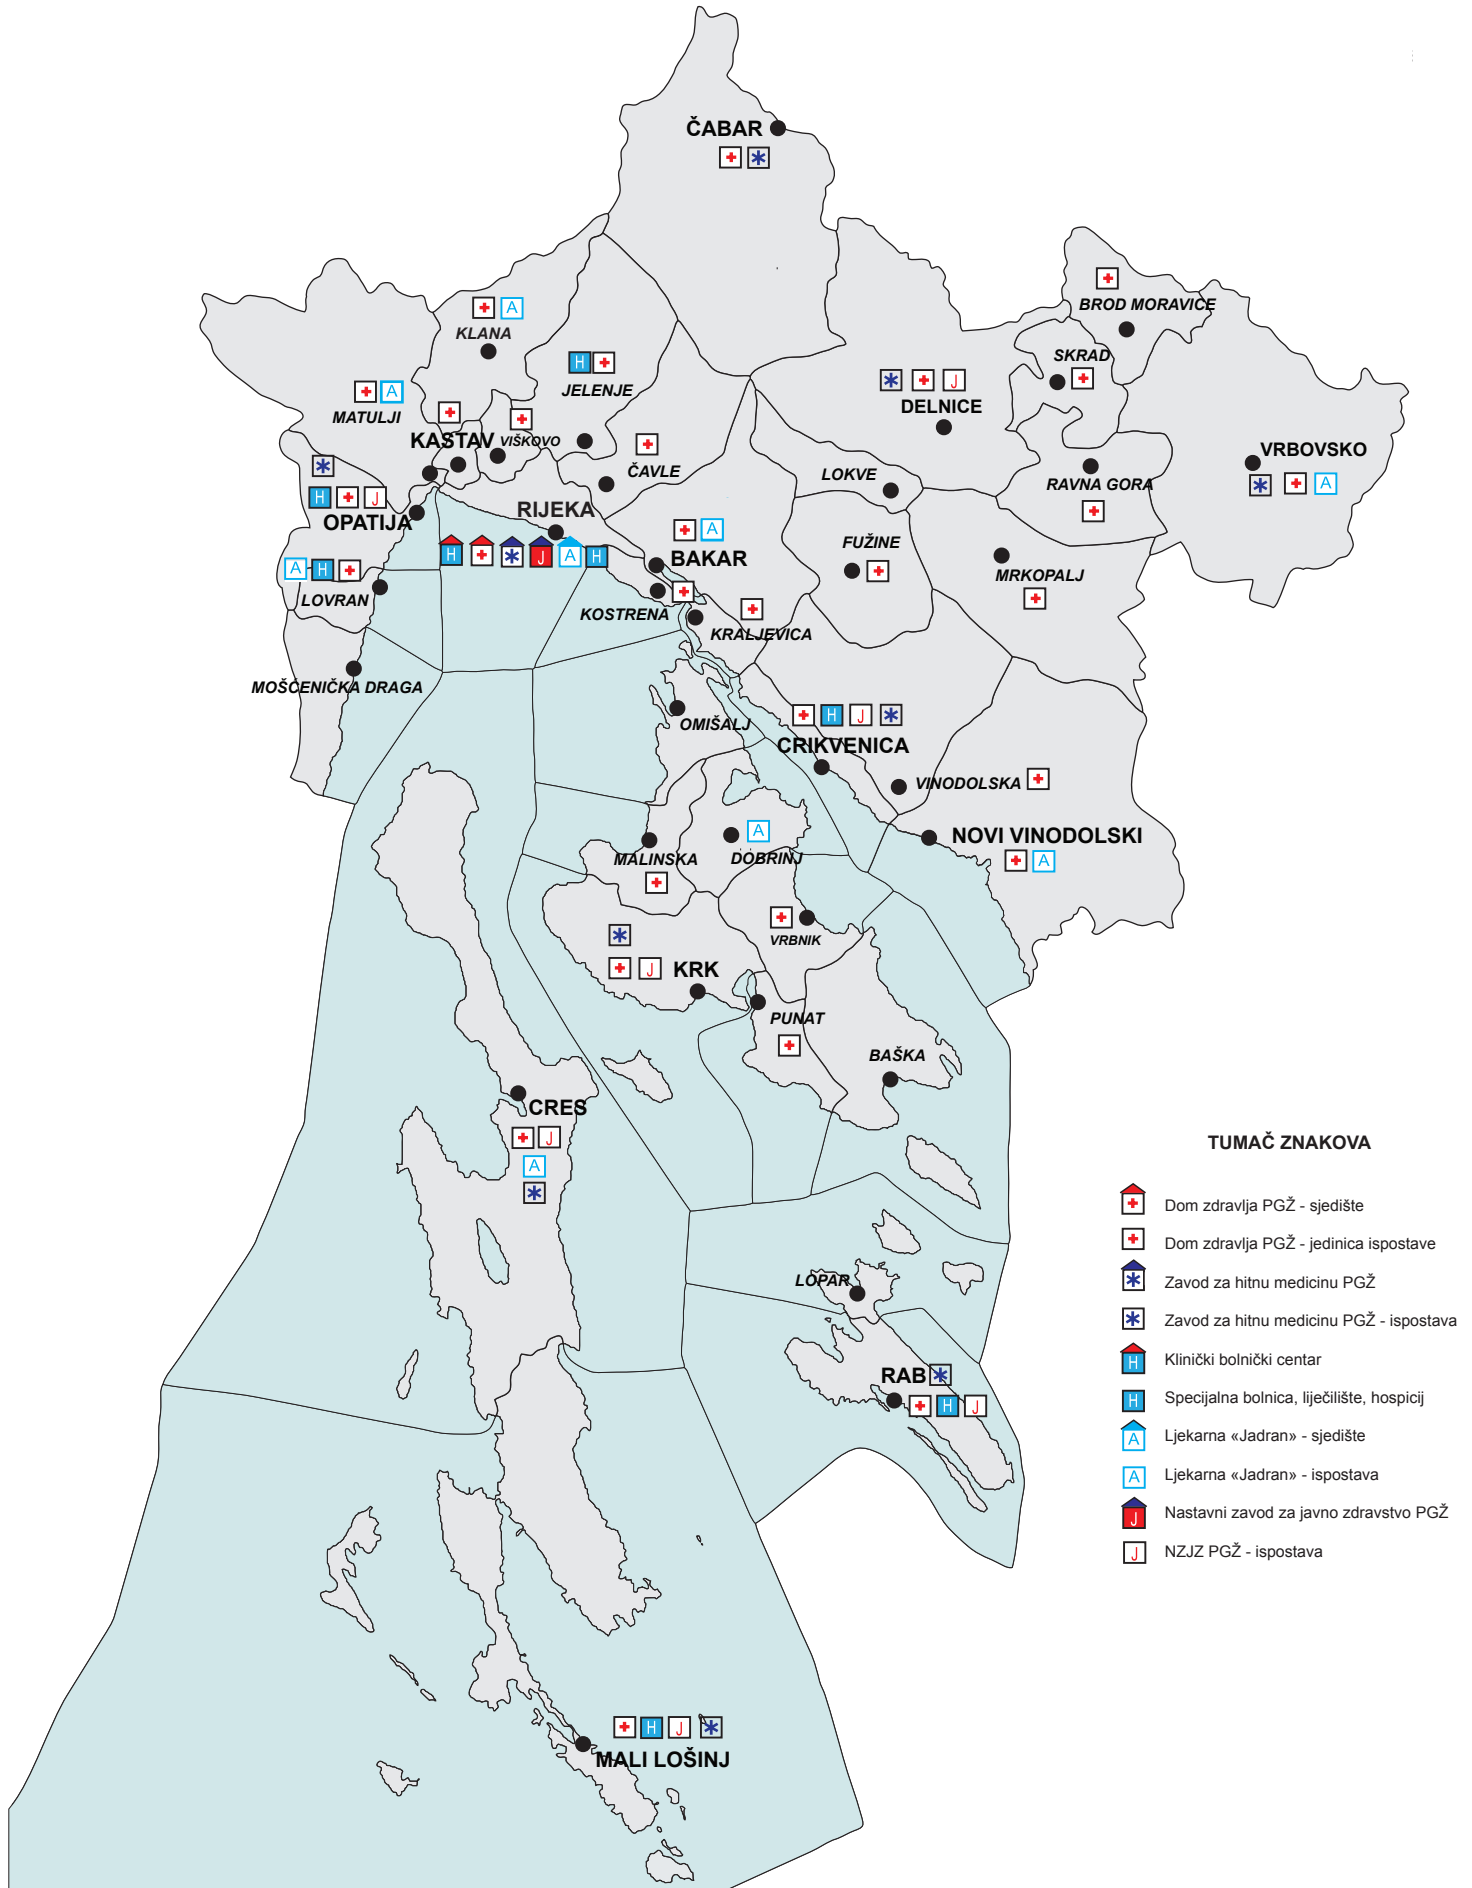 ČABAR
BROD MORAVICE
KLANA
A
SKRAD
H
JELENJE
J
DELNICE
A
MATULJI
KASTAV
VIŠKOVO
VRBOVSKO
ČAVLE
LOKVE
RAVNA GORA
A
H
J
OPATIJA
RIJEKA
A
BAKAR
FUŽINE
H
J
A
H
MRKOPALJ
A
H
LOVRAN
KOSTRENA
KRALJEVICA
MOŠĆENIČKA DRAGA
OMIŠALJ
H
J
CRIKVENICA
VINODOLSKA
NOVI VINODOLSKI
A
A
MALINSKA
DOBRINJ
VRBNIK
J
KRK
PUNAT
BAŠKA
CRES
J
A
LOPAR
RAB
H
J
H
J
MALI LOŠINJ
TUMAČ ZNAKOVA
Dom zdravlja PGŽ - sjedište
Dom zdravlja PGŽ - jedinica ispostave
Zavod za hitnu medicinu PGŽ
Zavod za hitnu medicinu PGŽ - ispostava
H Klinički bolnički centar
H Specijalna bolnica, liječilište, hospicij
A Ljekarna «Jadran» - sjedište
A Ljekarna «Jadran» - ispostava
J Nastavni zavod za javno zdravstvo PGŽ
J NZJZ PGŽ - ispostava